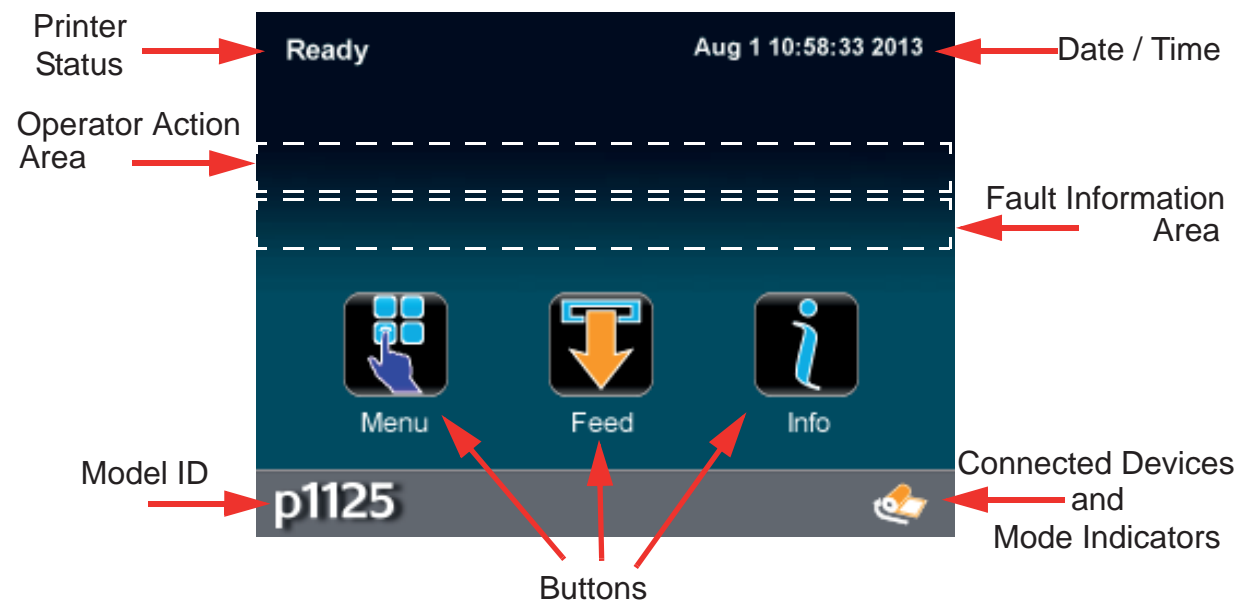 Printer
Status
Ready
Aug 1 10:58:33 2013
Date / Time
Operator Action
Area
Fault Information
Area
Menu
Feed
Info
Model ID
p1125
Connected Devices
and
Mode Indicators
Buttons